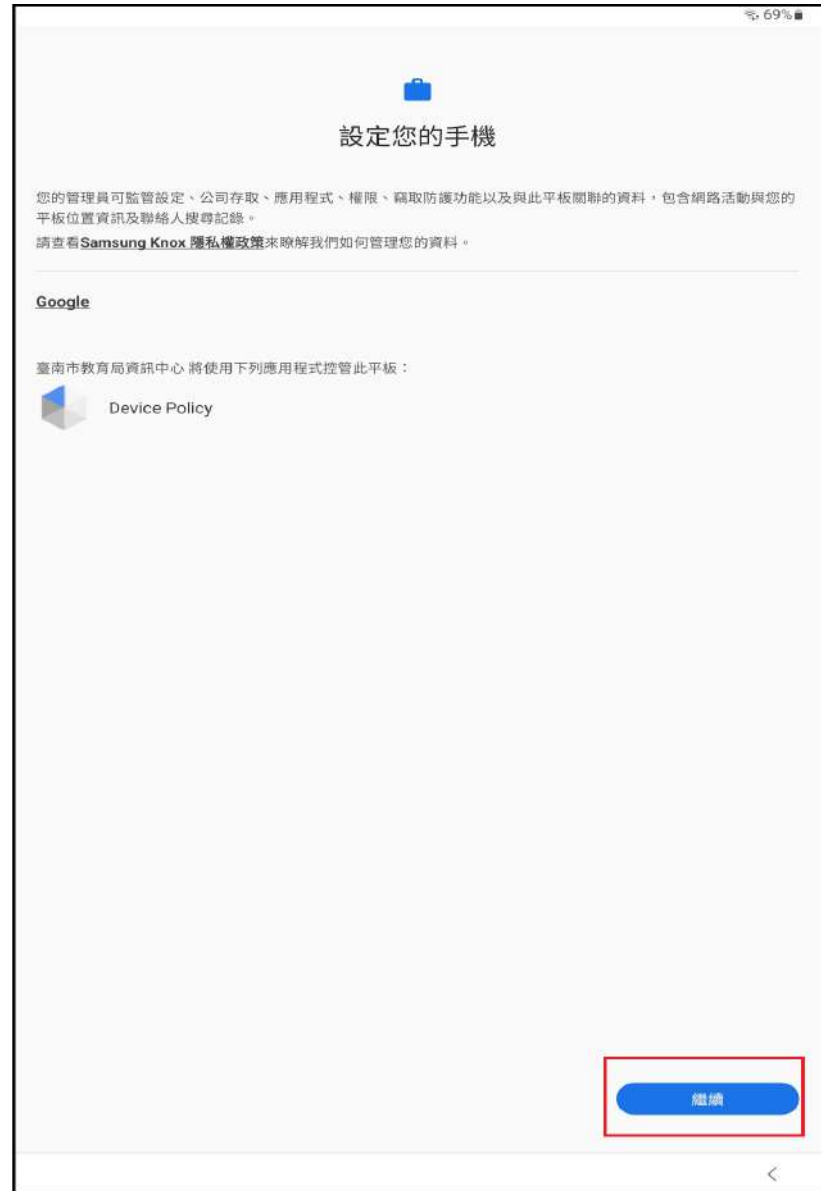 69%
設定您的手機
您的管理員可監管設定、公司存取、應用程式、權限、竊取防護功能以及與此平板關聯的資料，包含網路活動與您的
平板位置資訊及聯絡人搜尋記錄。
請查看Samsung Knox 隱私權政策來瞭解我們如何管理您的資料。
Google
臺南市教育局資訊中心 將使用下列應用程式控管此平板：
Device Policy
繼續